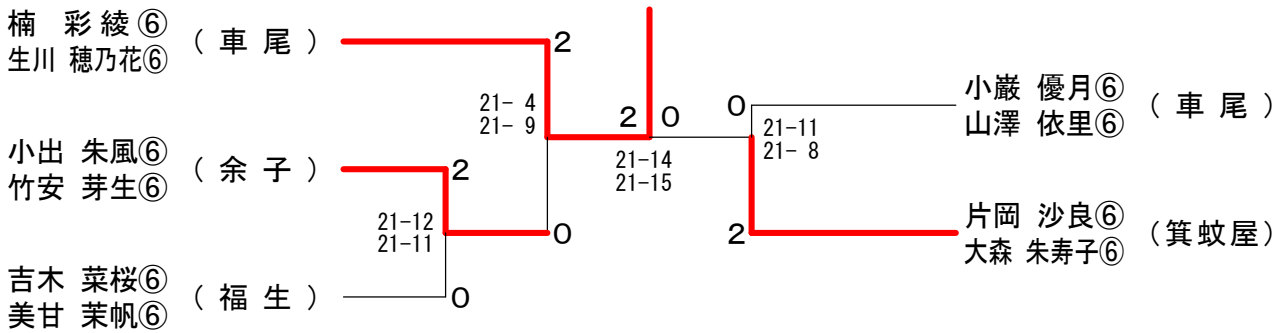 楠 彩綾⑥
生川 穂乃花⑥
(車尾)
2
21- 4
21- 9
小出 朱風⑥
竹安 芽生⑥
(余子)
2
21-12
21-11
0
吉木 菜桜⑥
美甘 茉帆⑥
(福生)
0
2 0
21-14
21-15
0
21-11
21- 8
2
小巌 優月⑥
山澤 依里⑥
(車尾)
片岡 沙良⑥
大森 朱寿子⑥
(箕蚊屋)